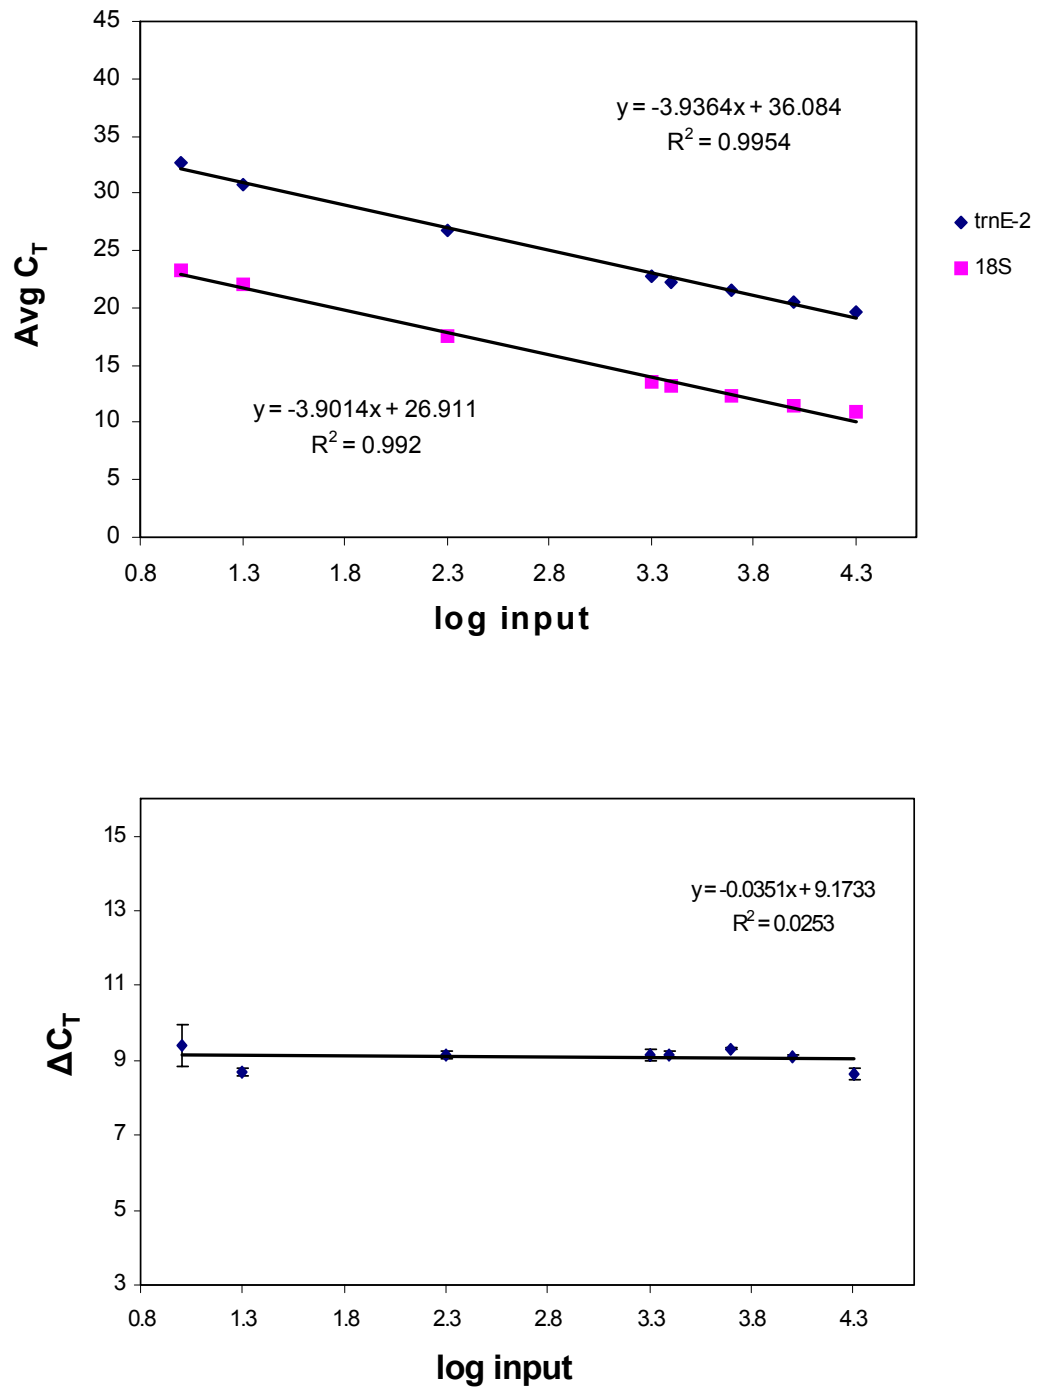 45
40
35
30
25
20
15
10
5
0
Avg C_T
y = -3.9364x + 36.084
R² = 0.9954
trnE-2
18S
y = -3.9014x + 26.911
R² = 0.992
0.8 1.3 1.8 2.3 2.8 3.3 3.8 4.3
log input
15
13
11
9
7
5
3
ΔC_T
y = -0.0351x + 9.1733
R² = 0.0253
0.8 1.3 1.8 2.3 2.8 3.3 3.8 4.3
log input